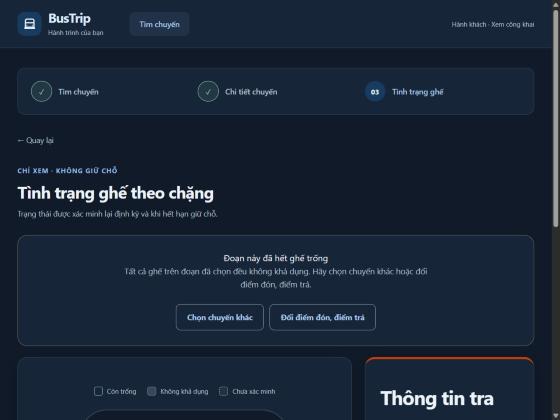 BusTrip
Hành trình của bạn
Tìm chuyến
Hành khách · Xem công khai
✓ Tìm chuyến
✓ Chi tiết chuyến
03 Tình trạng ghế
← Quay lại
CHỈ XEM · KHÔNG GIỮ CHỖ
Tình trạng ghế theo chặng
Trạng thái được xác minh lại định kỳ và khi hết hạn giữ chỗ.
Đoạn này đã hết ghế trống
Tất cả ghế trên đoạn đã chọn đều không khả dụng. Hãy chọn chuyến khác hoặc đổi
điểm đón, điểm trả.
Chọn chuyến khác
Đổi điểm đón, điểm trả
Còn trống
Không khả dụng
Chưa xác minh
Thông tin tra